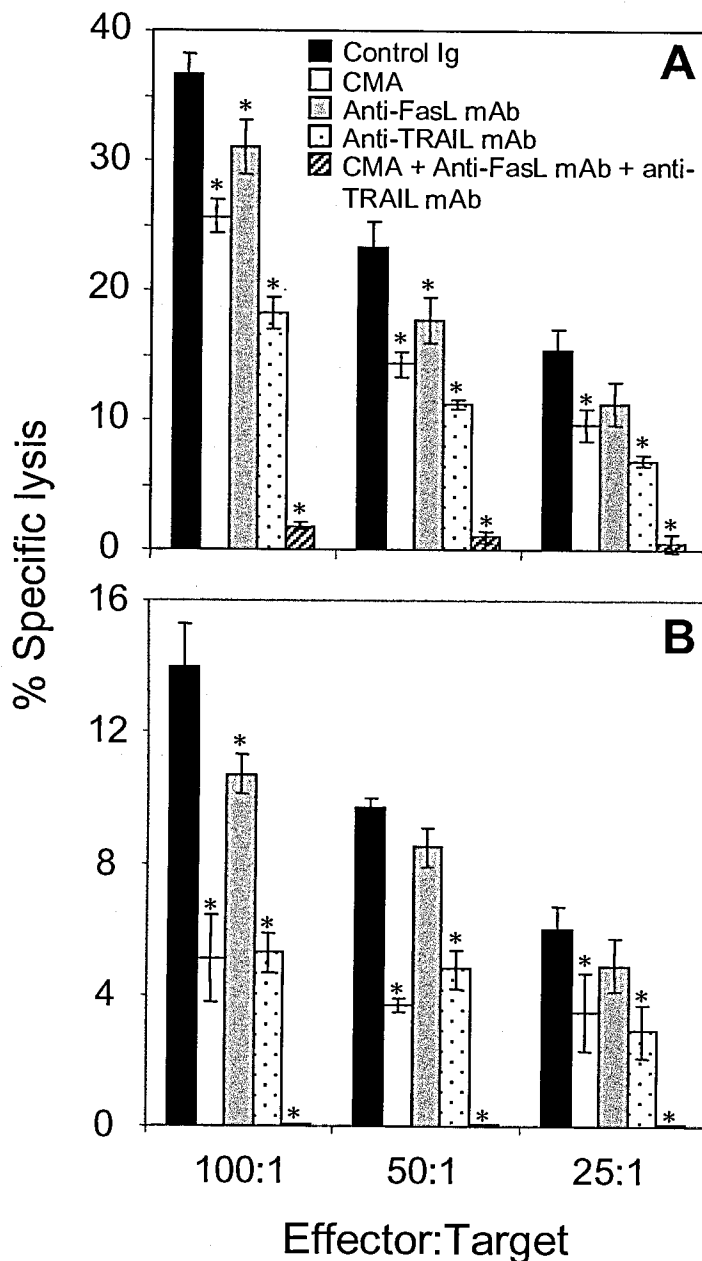 40
30
20
10
0
Control Ig
CMA
Anti-FasL mAb
Anti-TRAIL mAb
CMA + Anti-FasL mAb + anti-
TRAIL mAb
A
* * *
* * *
* *
*
* * *
% Specific lysis
16
12
8
4
0
B
*
* *
*
* *
* *
* * *
100:1 50:1 25:1
Effector:Target